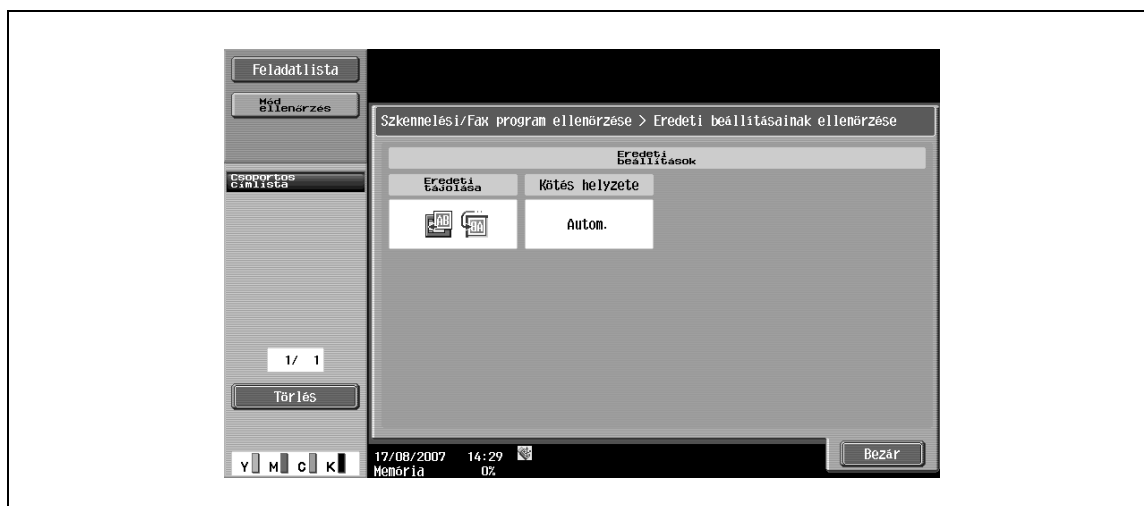 Feladatlista
Mód
ellenőrzés
Szkennelési/Fax program ellenőrzése > Eredeti beállításainak ellenőrzése
Eredeti
beállítások
Csoportos
címlista
Eredeti
tájolása
Kötés helyzete
Autom.
1/ 1
Törlés
Bezár
17/08/2007 14:29
Memória 0%
Y M C K